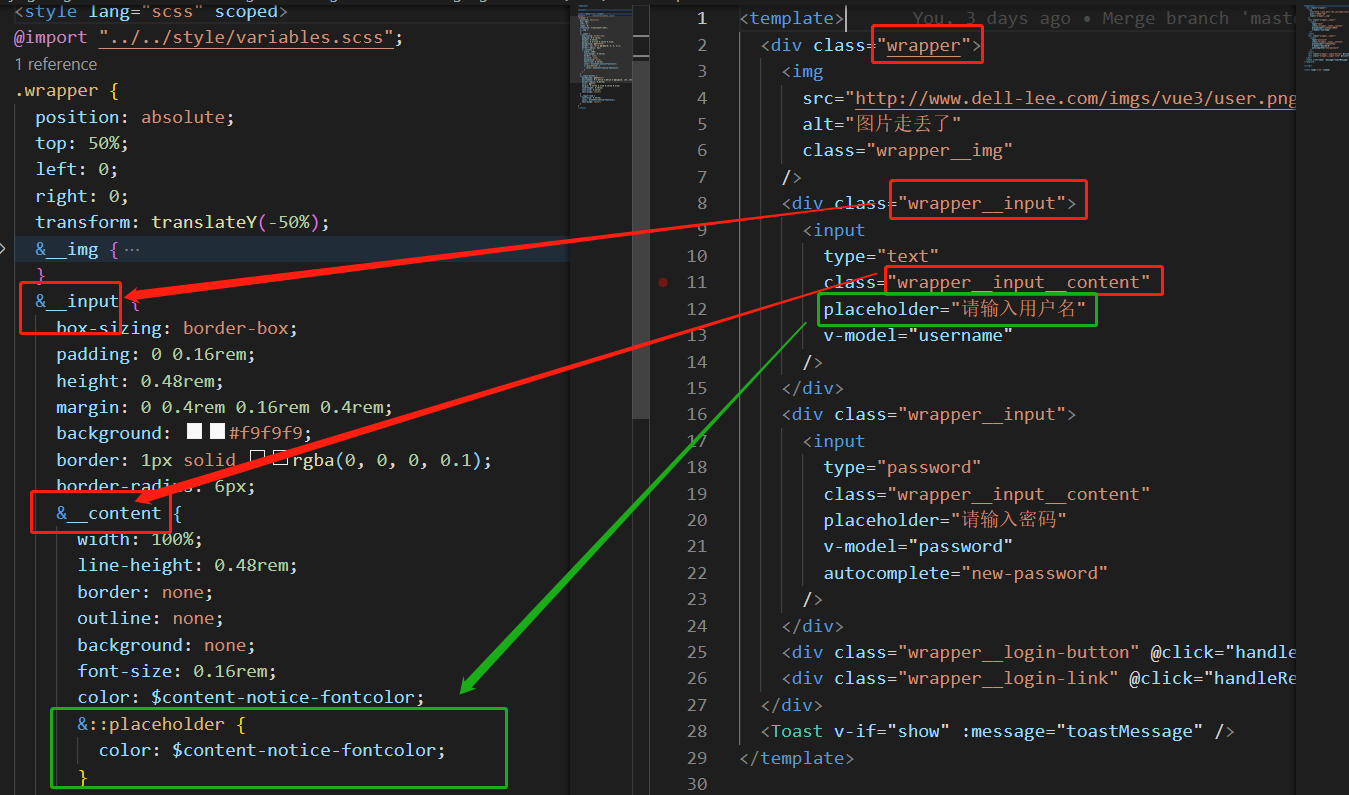 <style lang="scss" scoped>
@import "../../style/variables.scss";
1 reference
.wrapper {
position: absolute;
top: 50%;
left: 0;
right: 0;
transform: translateY(-50%);
&__img { ···
}
&__input {
box-sizing: border-box;
padding: 0 0.16rem;
height: 0.48rem;
margin: 0 0.4rem 0.16rem 0.4rem;
background: #f9f9f9;
border: 1px solid rgba(0, 0, 0, 0.1);
border-radius: 6px;
&__content {
width: 100%;
line-height: 0.48rem;
border: none;
outline: none;
background: none;
font-size: 0.16rem;
color: $content-notice-fontcolor;
&::placeholder {
color: $content-notice-fontcolor;
}
1 <template> You, 3 days ago • Merge branch 'maste
2 <div class="wrapper">
3 <img
4 src="http://www.dell-lee.com/imgs/vue3/user.png
5 alt="图片走丢了"
6 class="wrapper__img"
7 />
8 <div class="wrapper__input">
9 <input
10 type="text"
11 class="wrapper__input__content"
12 placeholder="请输入用户名"
13 v-model="username"
14 />
15 </div>
16 <div class="wrapper__input">
17 <input
18 type="password"
19 class="wrapper__input__content"
20 placeholder="请输入密码"
21 v-model="password"
22 autocomplete="new-password"
23 />
24 </div>
25 <div class="wrapper__login-button" @click="handle
26 <div class="wrapper__login-link" @click="handleRe
27 </div>
28 <Toast v-if="show" :message="toastMessage" />
29 </template>
30